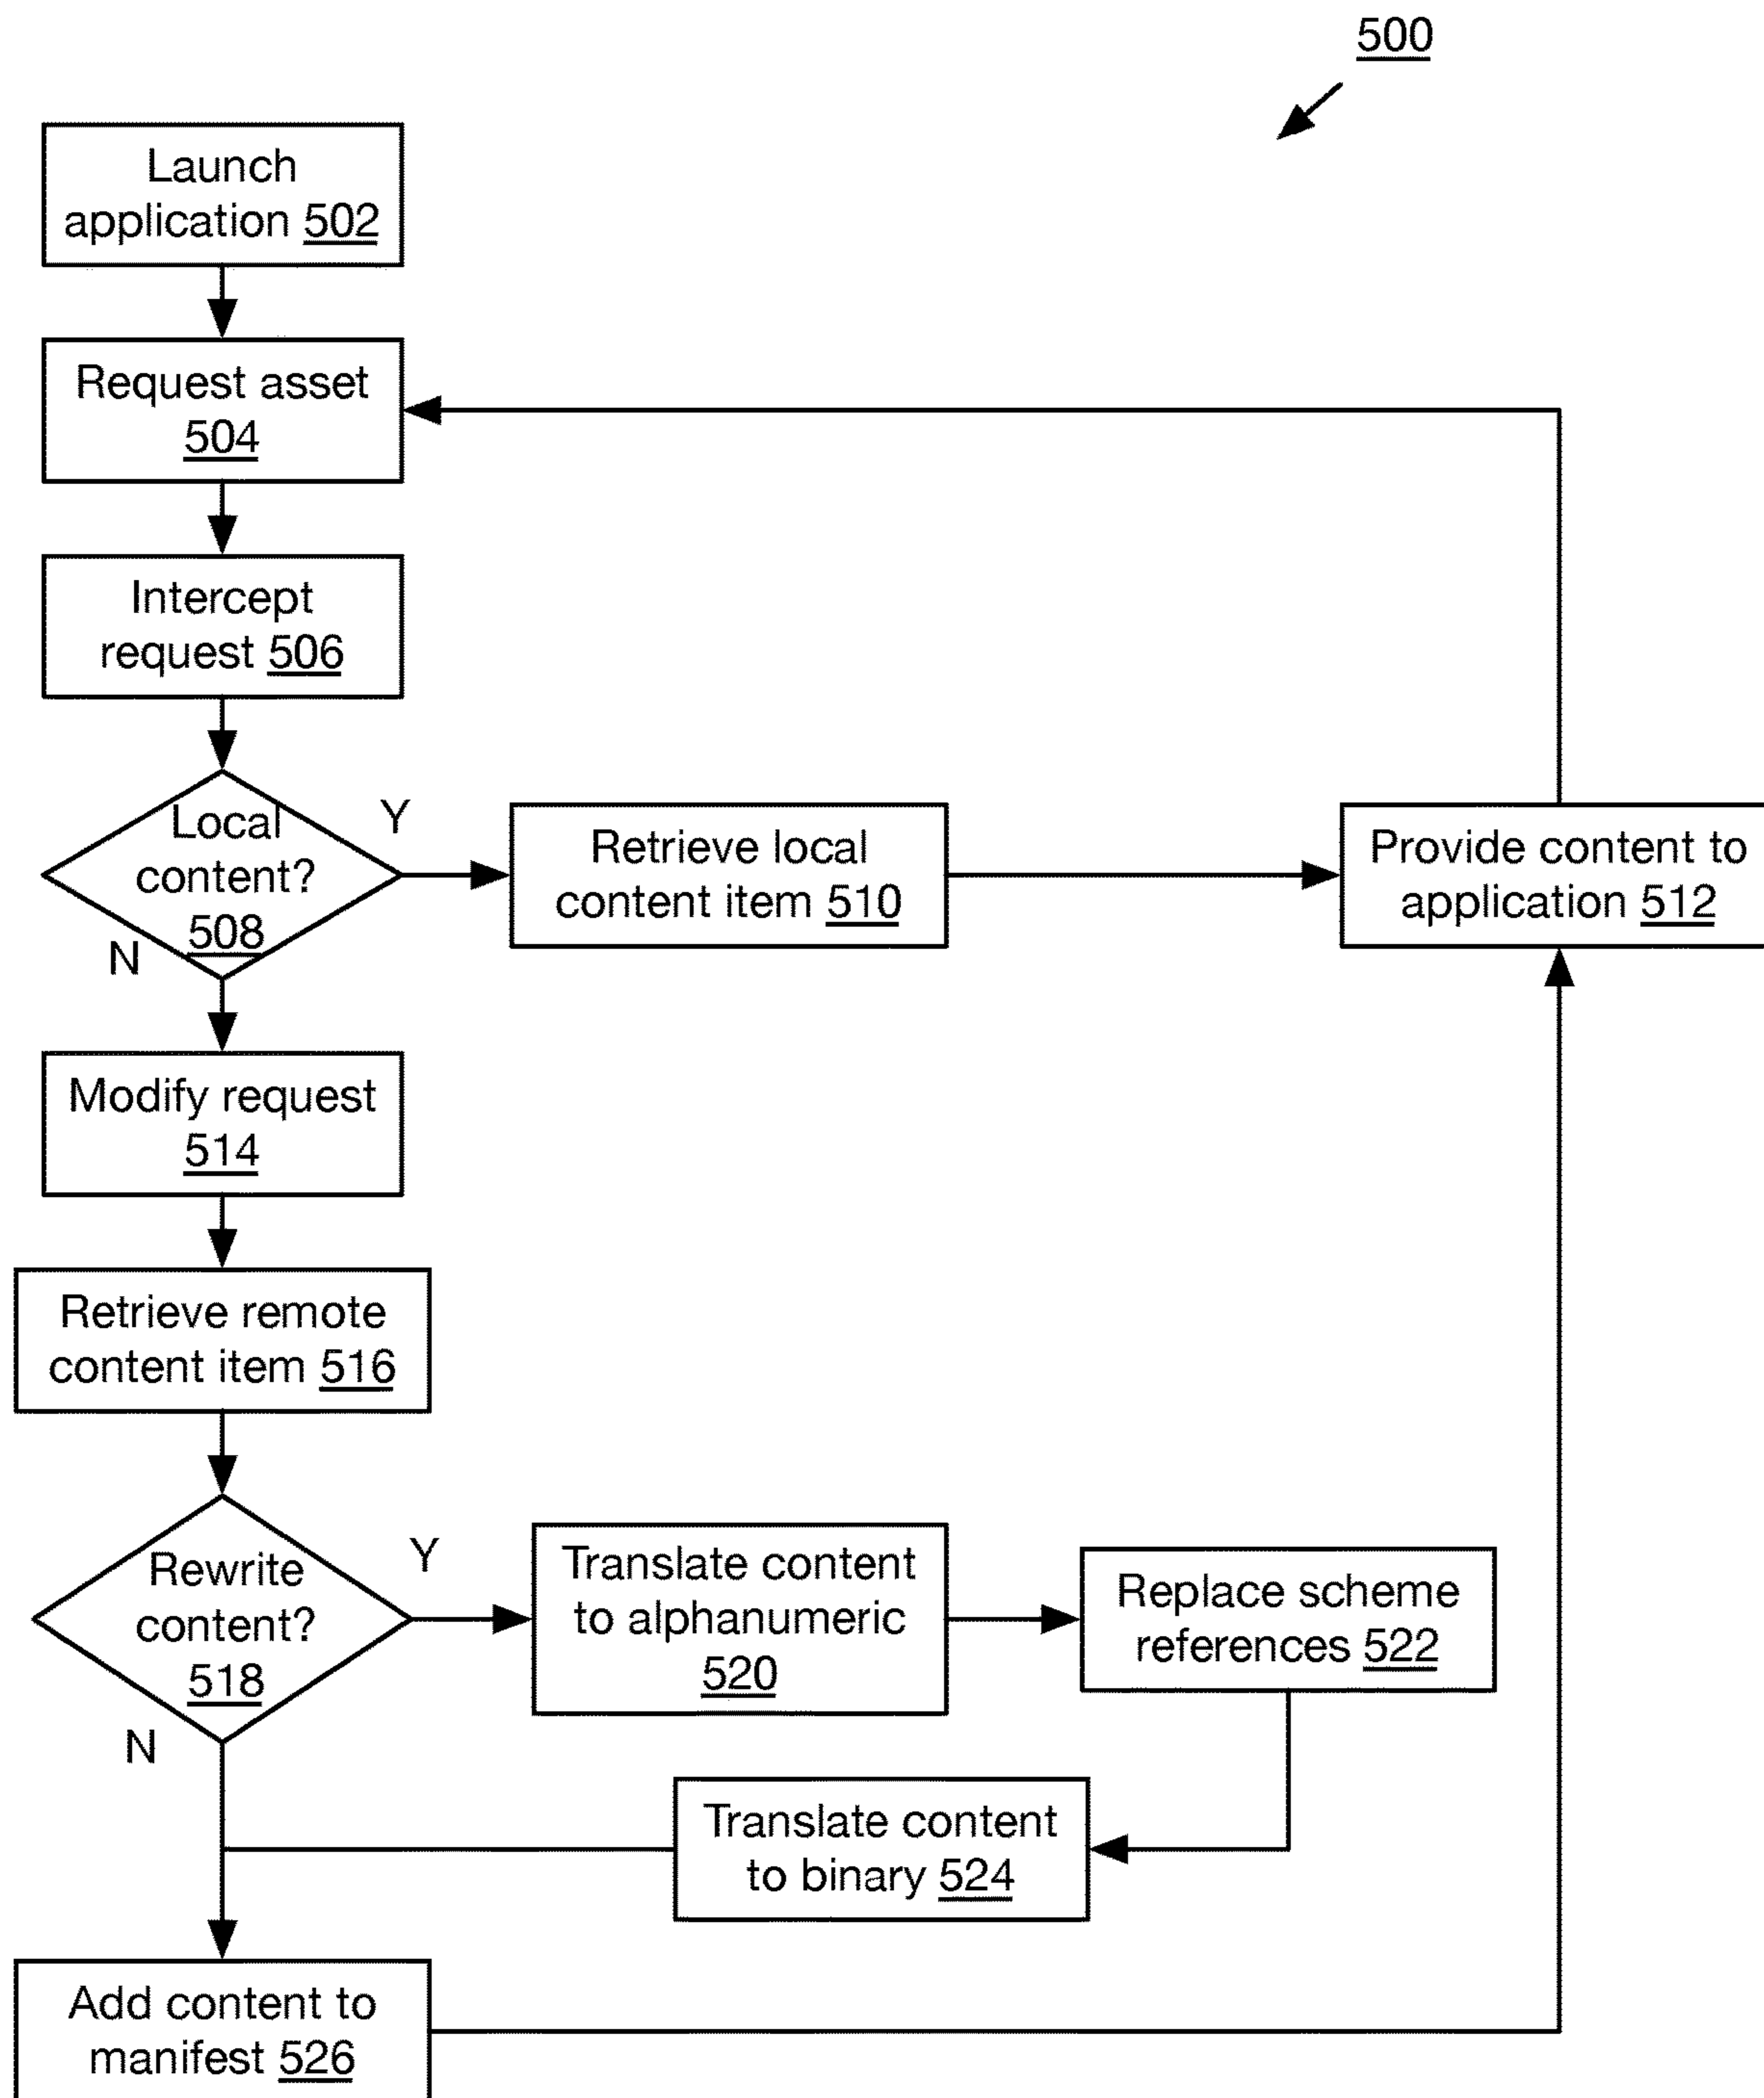 500
Launch
application 502
Request asset
504
Intercept
request 506
Local
content?
508
Y
N
Retrieve local
content item 510
Provide content to
application 512
Modify request
514
Retrieve remote
content item 516
Rewrite
content?
518
Y
N
Translate content
to alphanumeric
520
Replace scheme
references 522
Translate content
to binary 524
Add content to
manifest 526